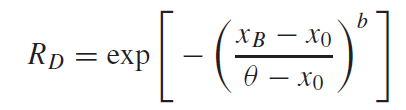 R_D = exp[ - ( (x_B - x_0) / (θ - x_0) )^b ]